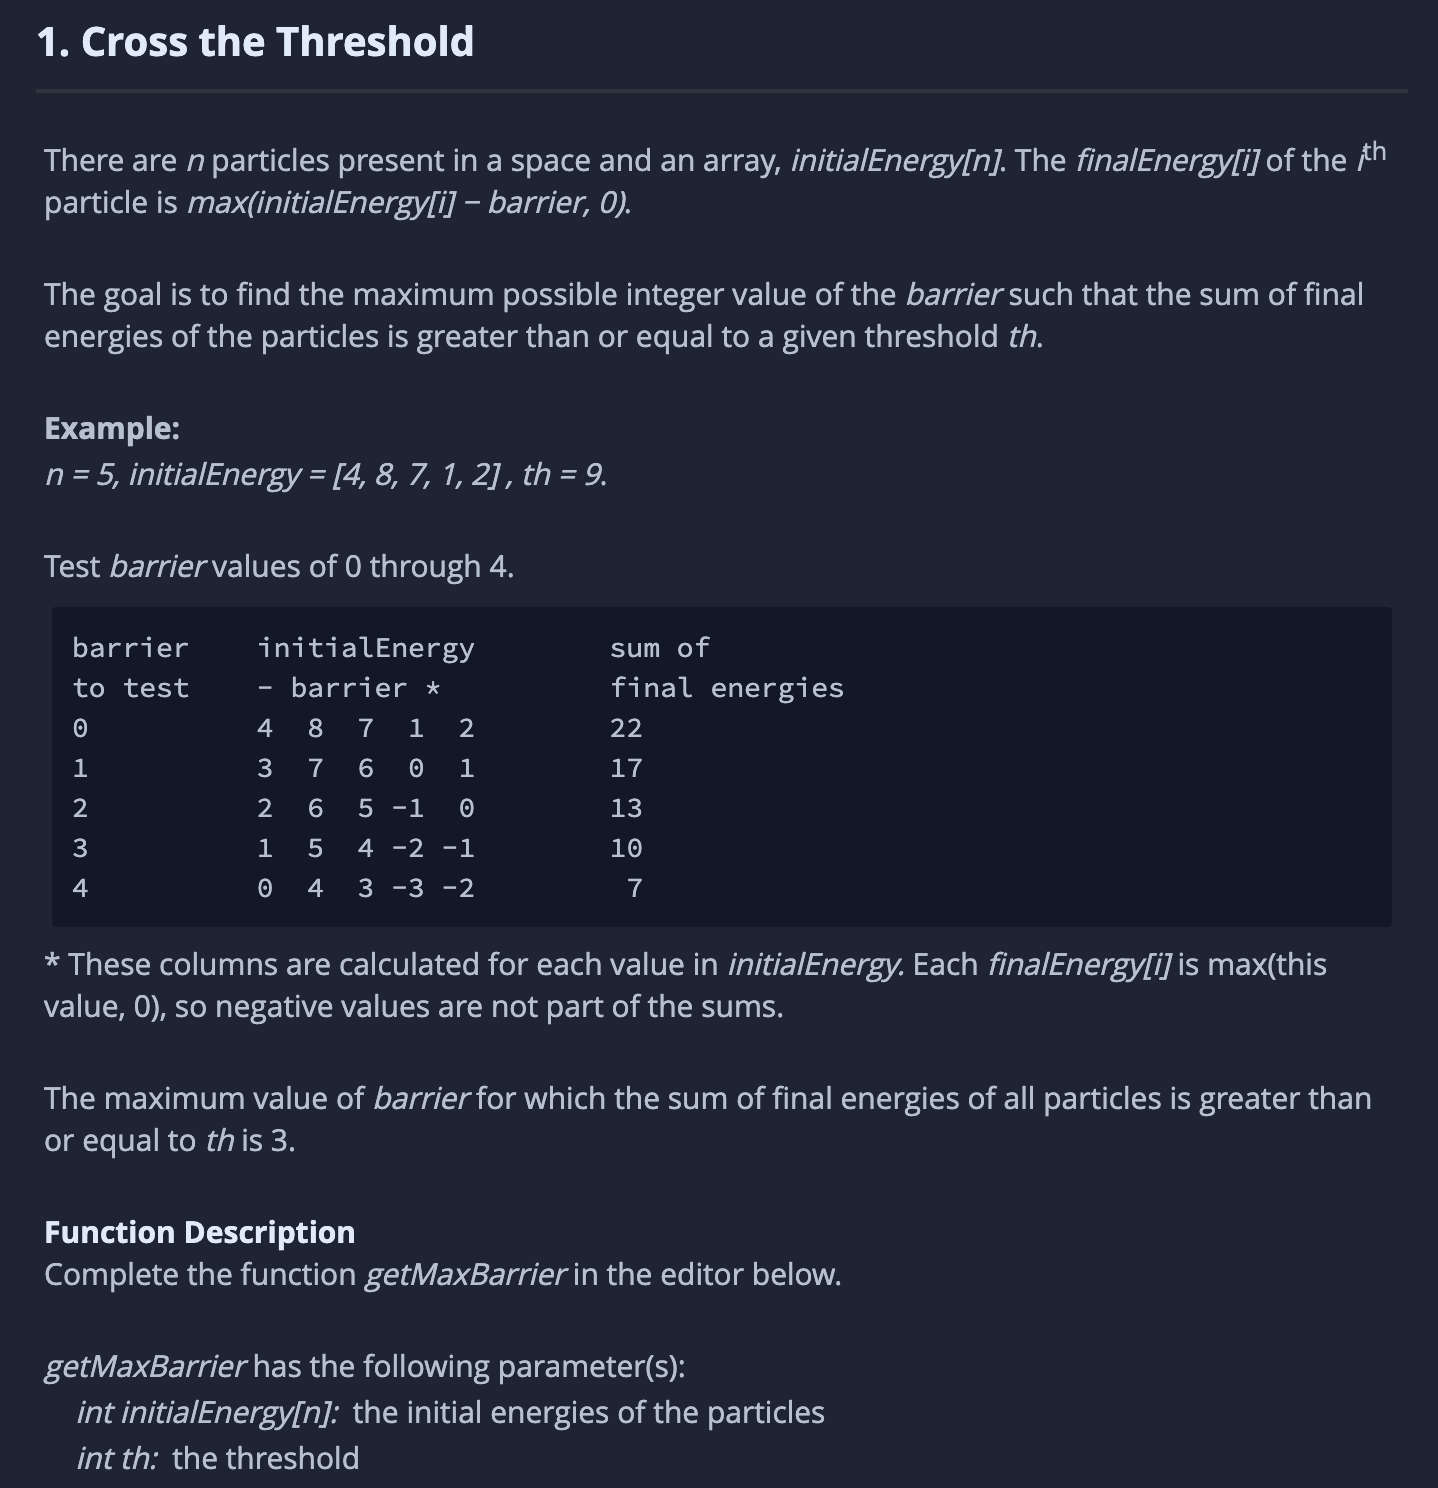 1. Cross the Threshold
There are n particles present in a space and an array, initialEnergy[n]. The finalEnergy[i] of the ith
particle is max(initialEnergy[i] − barrier, 0).
The goal is to find the maximum possible integer value of the barrier such that the sum of final
energies of the particles is greater than or equal to a given threshold th.
Example:
n = 5, initialEnergy = [4, 8, 7, 1, 2] , th = 9.
Test barrier values of 0 through 4.
barrier    initialEnergy        sum of
to test    - barrier *          final energies
0          4  8  7  1  2        22
1          3  7  6  0  1        17
2          2  6  5 -1  0        13
3          1  5  4 -2 -1        10
4          0  4  3 -3 -2         7
* These columns are calculated for each value in initialEnergy. Each finalEnergy[i] is max(this
value, 0), so negative values are not part of the sums.
The maximum value of barrier for which the sum of final energies of all particles is greater than
or equal to th is 3.
Function Description
Complete the function getMaxBarrier in the editor below.
getMaxBarrier has the following parameter(s):
int initialEnergy[n]: the initial energies of the particles
int th: the threshold